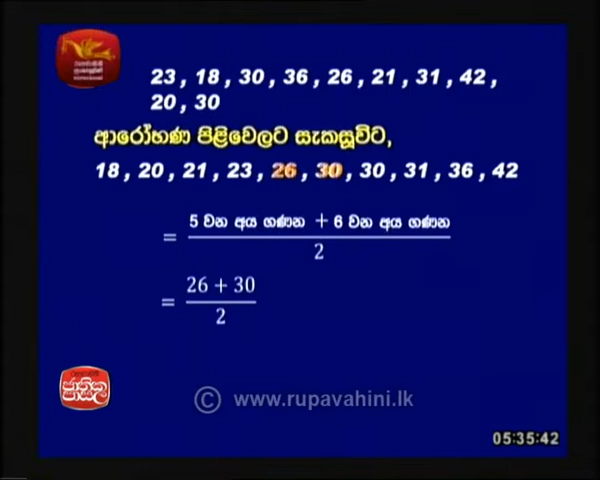 23 , 18 , 30 , 36 , 26 , 21 , 31 , 42 ,
20 , 30
ආරෝහණ පිළිවෙලට සැකසූවිට,
18 , 20 , 21 , 23 , 26 , 30 , 30 , 31 , 36 , 42
= 5 වන අය ගණන + 6 වන අය ගණන
2
= 26 + 30
2
ජාතික
පාසල
© www.rupavahini.lk
05:35:42